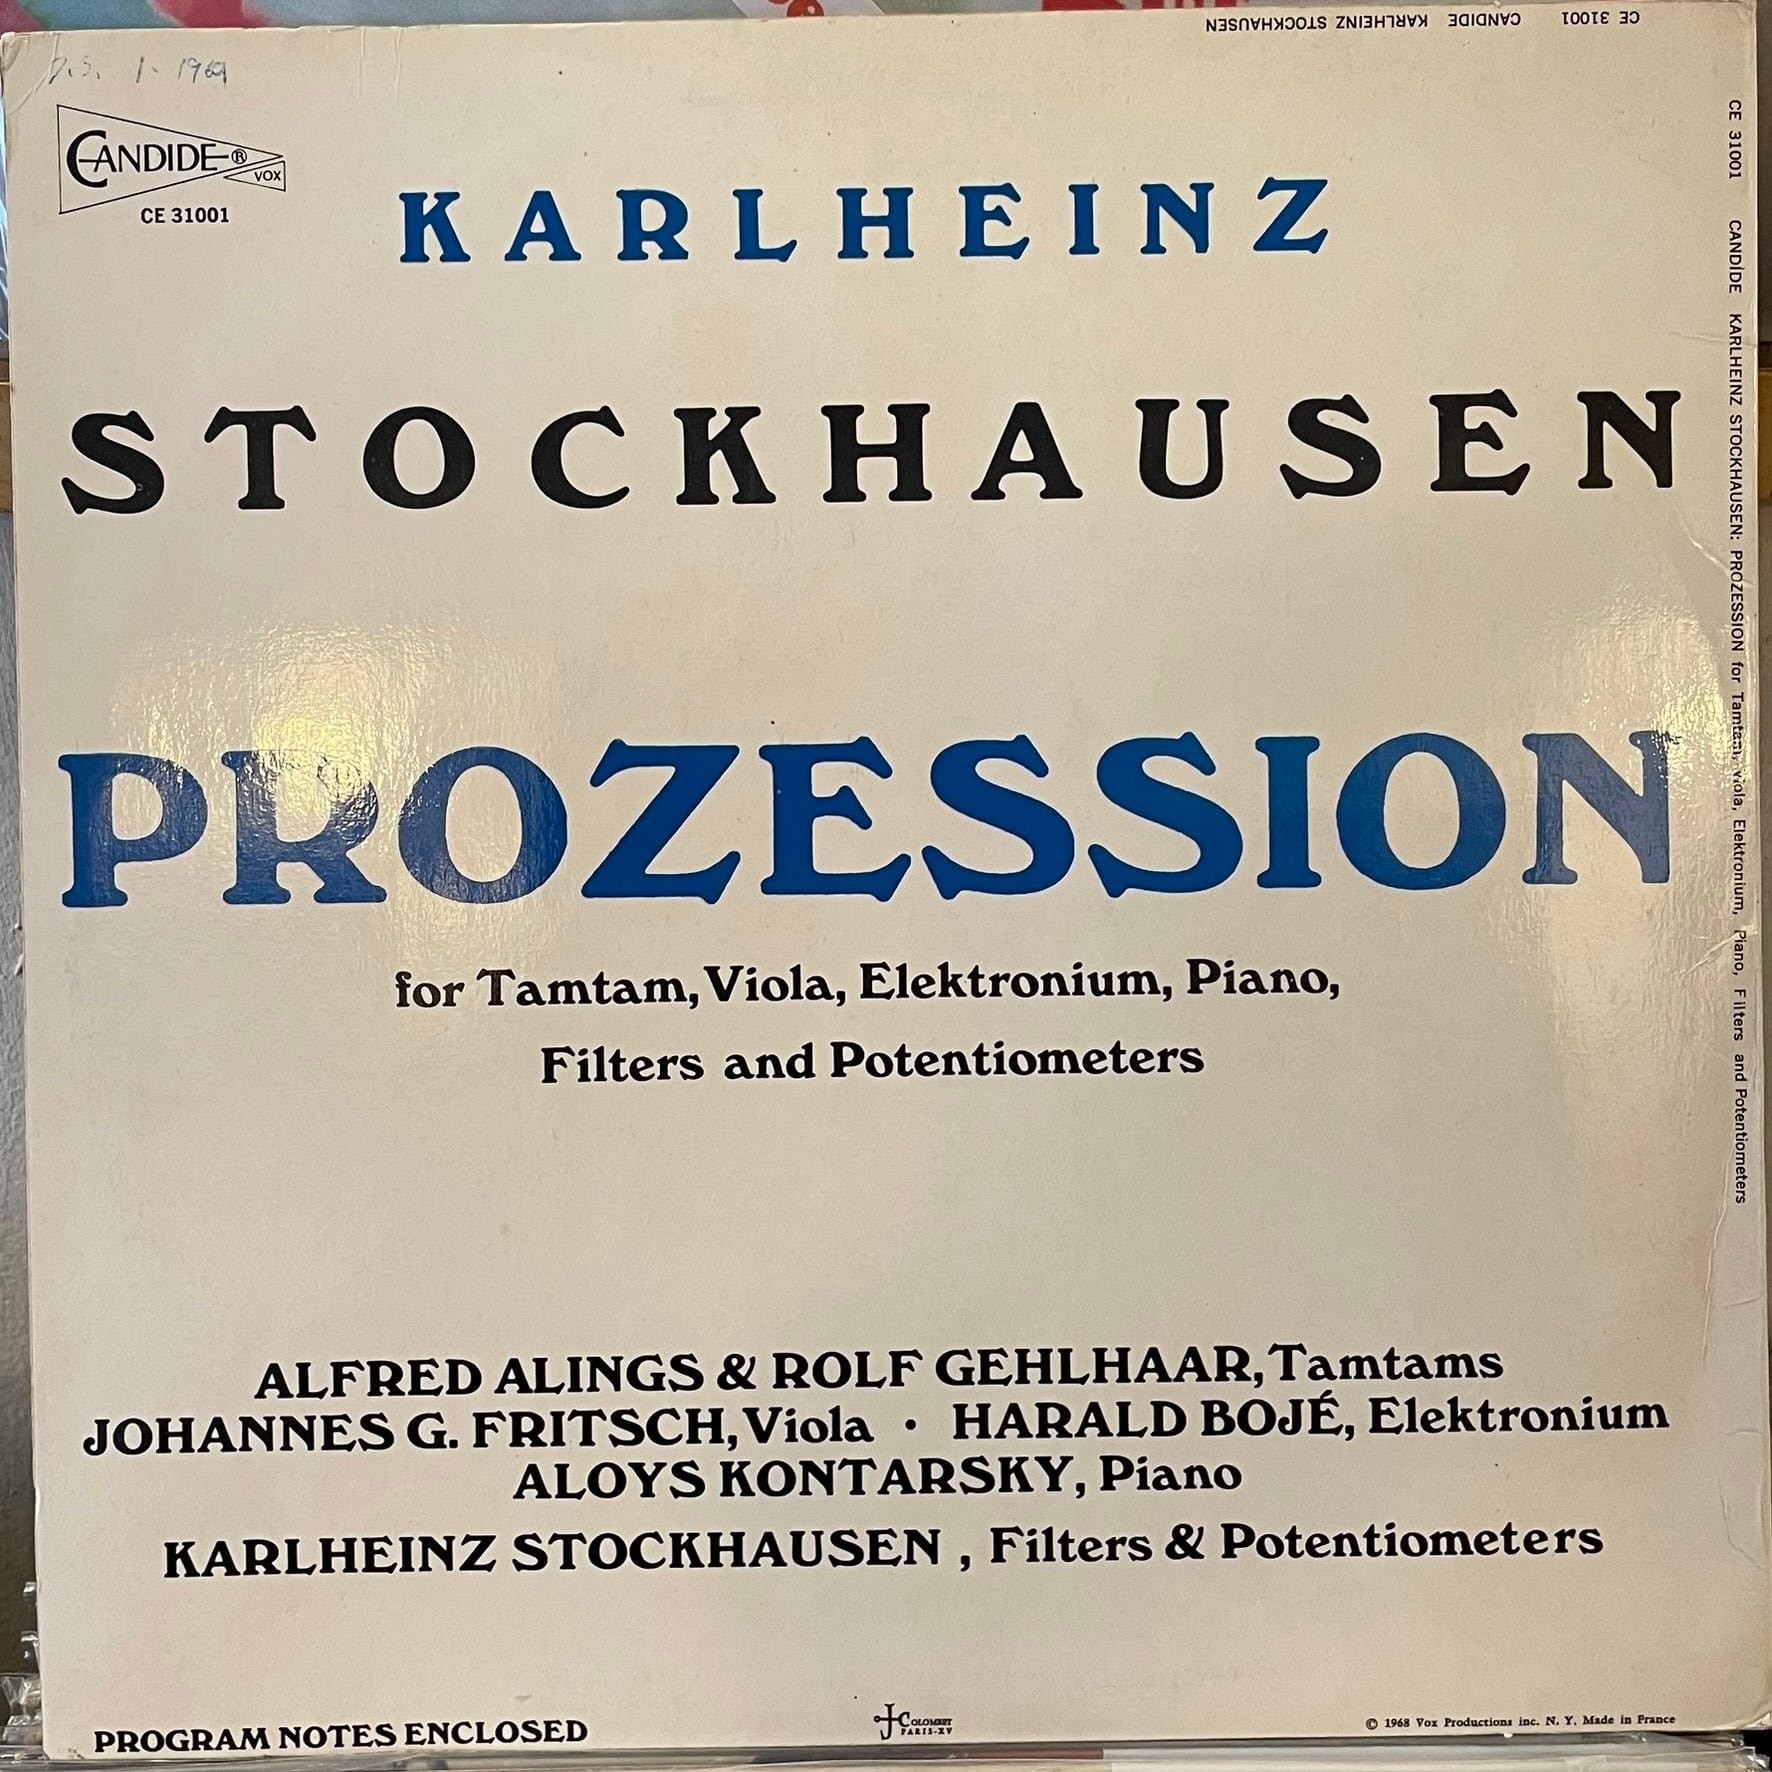 CE 31001 CANDIDE KARLHEINZ STOCKHAUSEN
1969
CANDIDE ®
VOX
CE 31001
KARLHEINZ
STOCKHAUSEN
PROZESSION
for Tamtam, Viola, Elektronium, Piano,
Filters and Potentiometers
ALFRED ALINGS & ROLF GEHLHAAR, Tamtams
JOHANNES G. FRITSCH, Viola • HARALD BOJÉ, Elektronium
ALOYS KONTARSKY, Piano
KARLHEINZ STOCKHAUSEN , Filters & Potentiometers
PROGRAM NOTES ENCLOSED
J COLOMBET
PARIS-XV
© 1968 Vox Productions inc. N. Y. Made in France
CE 31001 CANDIDE KARLHEINZ STOCKHAUSEN: PROZESSION for Tamtam, Viola, Elektronium, Piano, Filters and Potentiometers